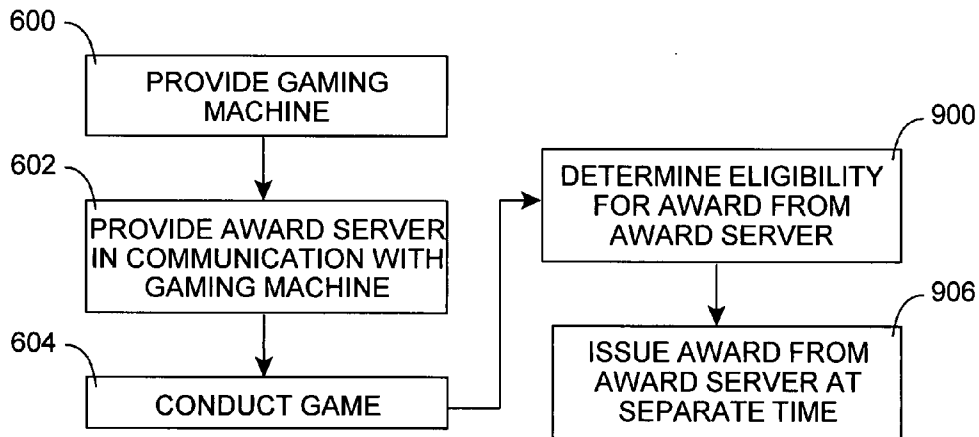 600
PROVIDE GAMING
MACHINE
602
PROVIDE AWARD SERVER
IN COMMUNICATION WITH
GAMING MACHINE
604
CONDUCT GAME
900
DETERMINE ELIGIBILITY
FOR AWARD FROM
AWARD SERVER
906
ISSUE AWARD FROM
AWARD SERVER AT
SEPARATE TIME